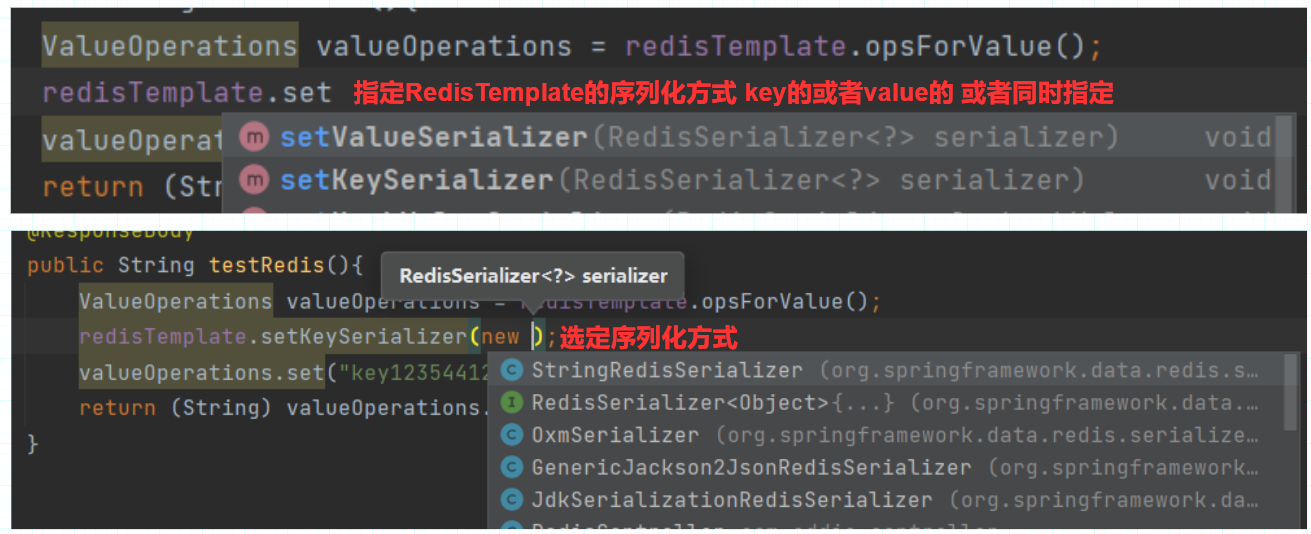 ValueOperations valueOperations = redisTemplate.opsForValue();
redisTemplate.set 指定RedisTemplate的序列化方式 key的或者value的 或者同时指定
valueOperat
setValueSerializer(RedisSerializer<?> serializer) void
return (Str
setKeySerializer(RedisSerializer<?> serializer) void
@ResponseBody
public String testRedis(){
RedisSerializer<?> serializer
ValueOperations valueOperations = redisTemplate.opsForValue();
redisTemplate.setKeySerializer(new ); 选定序列化方式
valueOperations.set("key12354412
StringRedisSerializer (org.springframework.data.redis.s…
return (String) valueOperations.
RedisSerializer<Object>{...} (org.springframework.data.…
OxmSerializer (org.springframework.data.redis.serialize…
}
GenericJackson2JsonRedisSerializer (org.springframework…
JdkSerializationRedisSerializer (org.springframework.da…